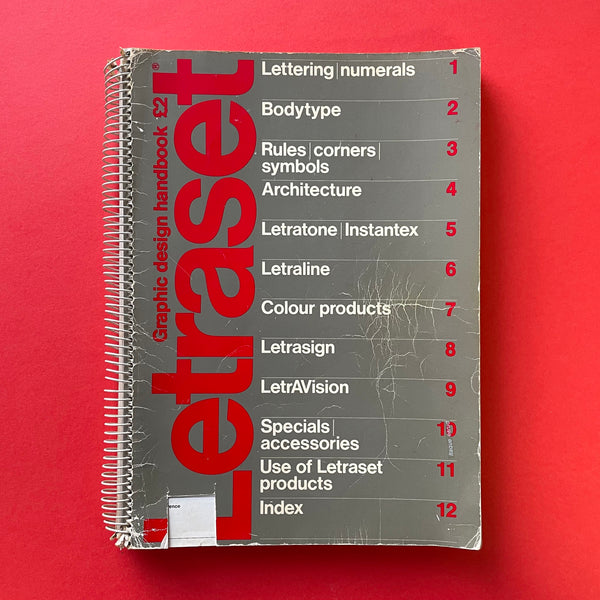 Graphic design handbook £2
Letraset®
Lettering|numerals 1
Bodytype 2
Rules|corners| 3
symbols
Architecture 4
Letratone|Instantex 5
Letraline 6
Colour products 7
Letrasign 8
LetrAVision 9
Specials| 10
accessories
Use of Letraset 11
products
Index 12